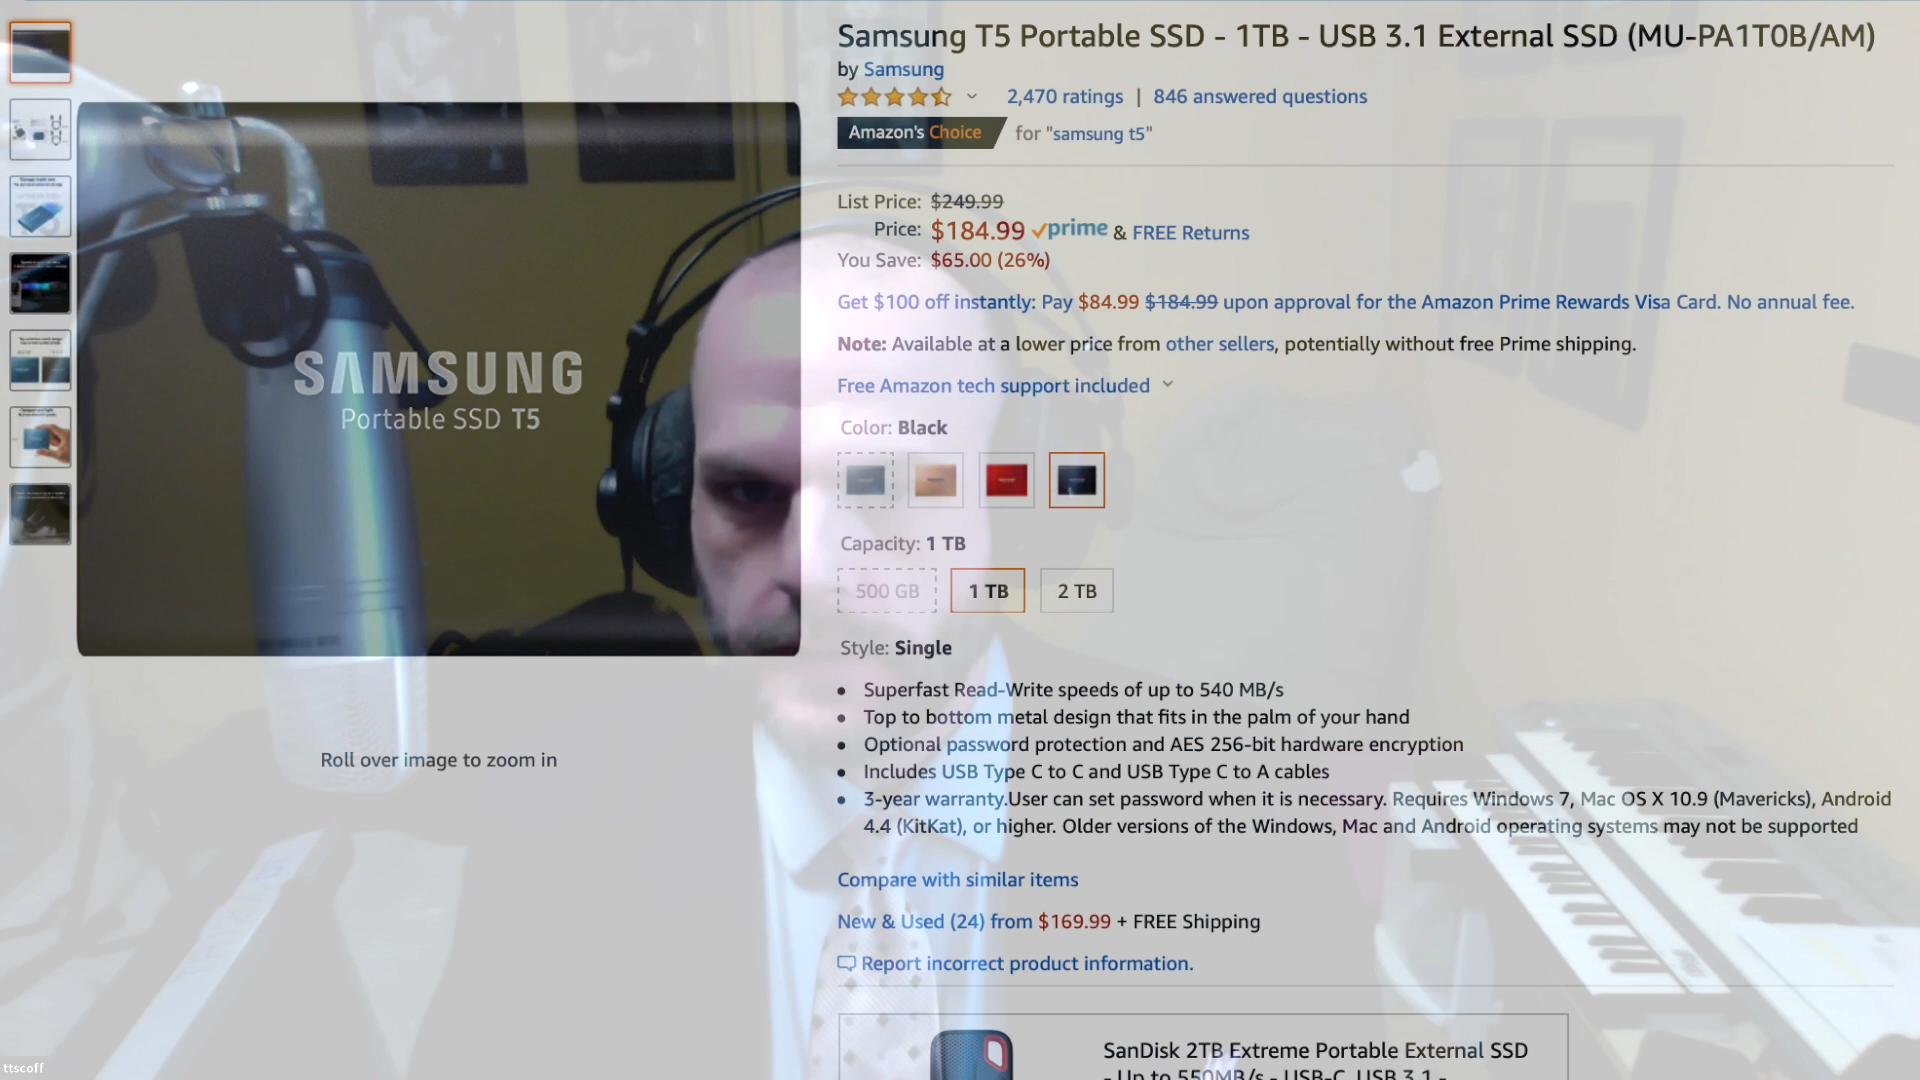 Samsung T5 Portable SSD - 1TB - USB 3.1 External SSD (MU-PA1T0B/AM)
by Samsung
2,470 ratings | 846 answered questions
Amazon's Choice for "samsung t5"
List Price: $249.99
Price: $184.99 prime & FREE Returns
You Save: $65.00 (26%)
Get $100 off instantly: Pay $84.99 $184.99 upon approval for the Amazon Prime Rewards Visa Card. No annual fee.
Note: Available at a lower price from other sellers, potentially without free Prime shipping.
Free Amazon tech support included
SAMSUNG
Portable SSD T5
Color: Black
Capacity: 1 TB
500 GB
1 TB
2 TB
Style: Single
• Superfast Read-Write speeds of up to 540 MB/s
• Top to bottom metal design that fits in the palm of your hand
• Optional password protection and AES 256-bit hardware encryption
• Includes USB Type C to C and USB Type C to A cables
• 3-year warranty.User can set password when it is necessary. Requires Windows 7, Mac OS X 10.9 (Mavericks), Android
4.4 (KitKat), or higher. Older versions of the Windows, Mac and Android operating systems may not be supported
Roll over image to zoom in
Compare with similar items
New & Used (24) from $169.99 + FREE Shipping
Report incorrect product information.
SanDisk 2TB Extreme Portable External SSD
- Up to 550MB/s - USB-C, USB 3.1 -
ttscoff